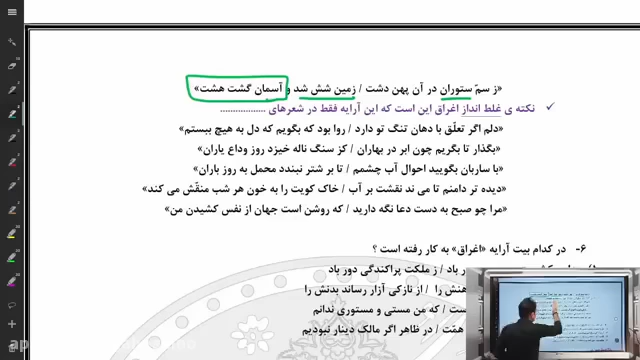 «ز سمّ ستوران در آن پهن دشت / زمین شش شد و آسمان گشت هشت»
نکته ی غلط انداز اغراق این است که این آرایه فقط در شعرهای ..................
«دلم اگر تعلّق با دهان تنگ تو دارد / روا بود که بگویم که دل به هیچ ببستم»
«بگذار تا بگریم چون ابر در بهاران / کز سنگ ناله خیزد روز وداع یاران»
«با ساربان بگویید احوال آب چشمم / تا بر شتر نبندد محمل به روز باران»
«دیده تر دامنم تا می ند نقشت بر آب / خاک کویت را به خون هر شب منقّش می کند»
«مرا چو صبح به دست دعا نگه دارید / که روشن است جهان از نفس کشیدن من»
۶- در کدام بیت آرایه «اغراق» به کار رفته است ؟
باد / ز ملکت پراکندگی دور باد
هنش را / از نازکی آزار رساند بدنش را
است / که من مستی و مستوری ندانم
همّت / در ظاهر اگر مالک دینار نبودیم